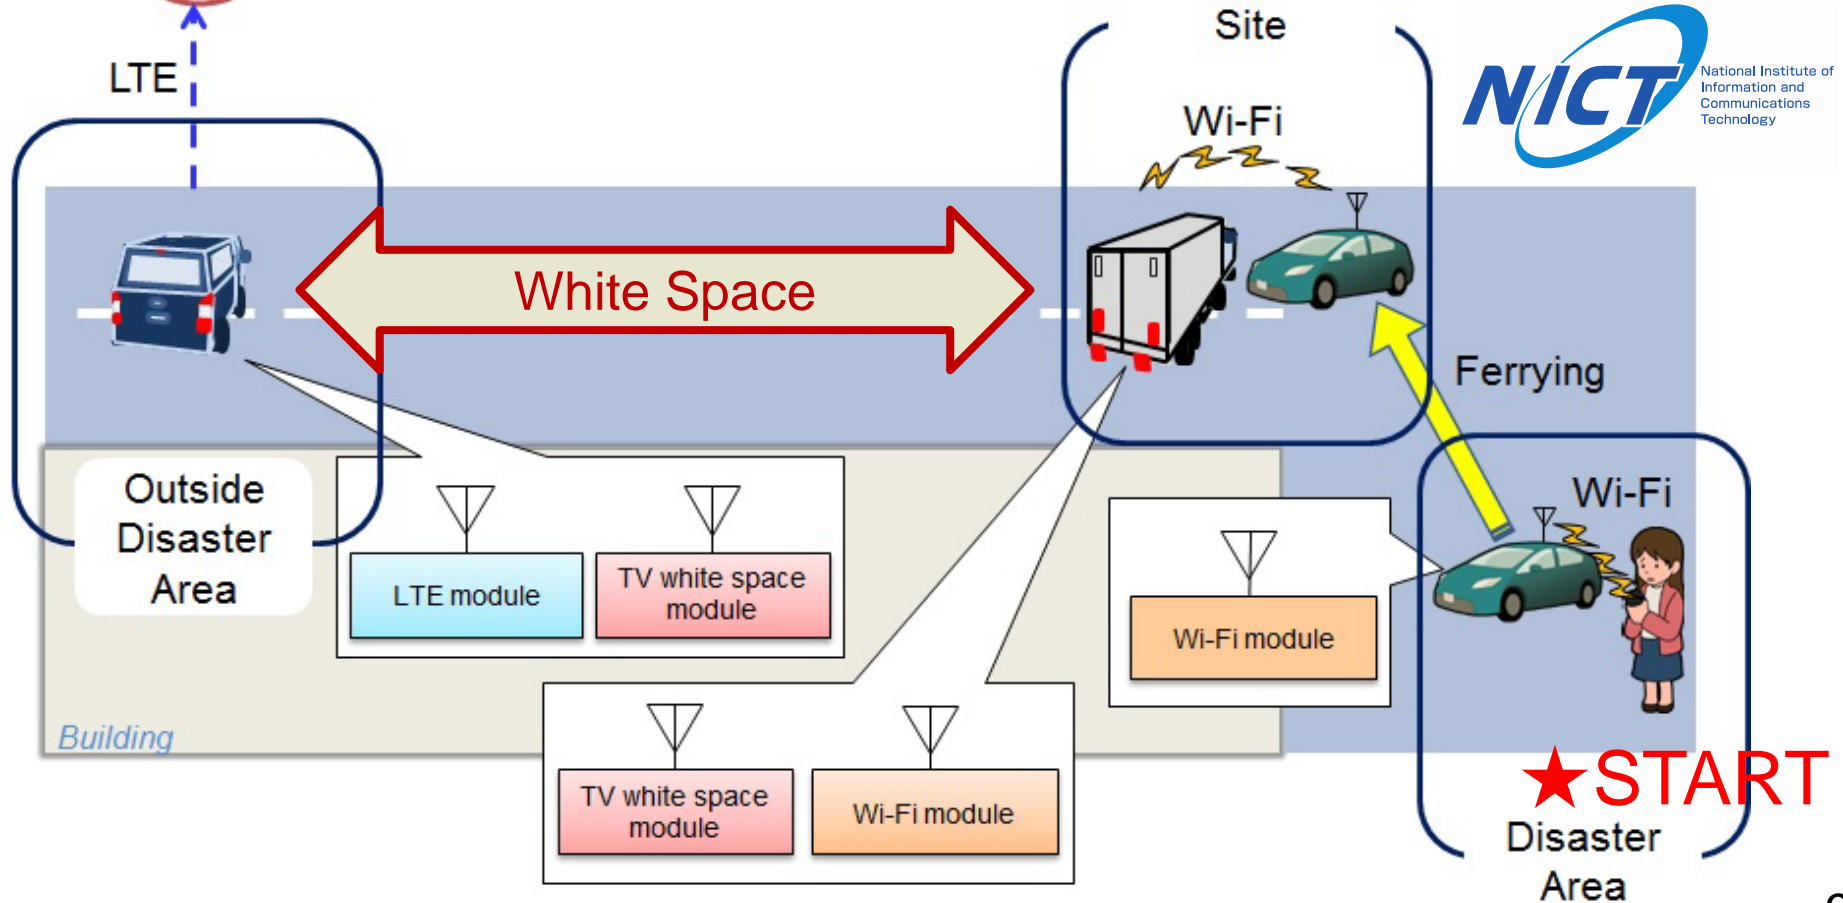 Site
NICT
National Institute of
Information and
Communications
Technology
LTE
Wi-Fi
White Space
Ferrying
Outside
Disaster
Area
LTE module
TV white space
module
Wi-Fi
Wi-Fi module
Building
TV white space
module
Wi-Fi module
★START
Disaster
Area